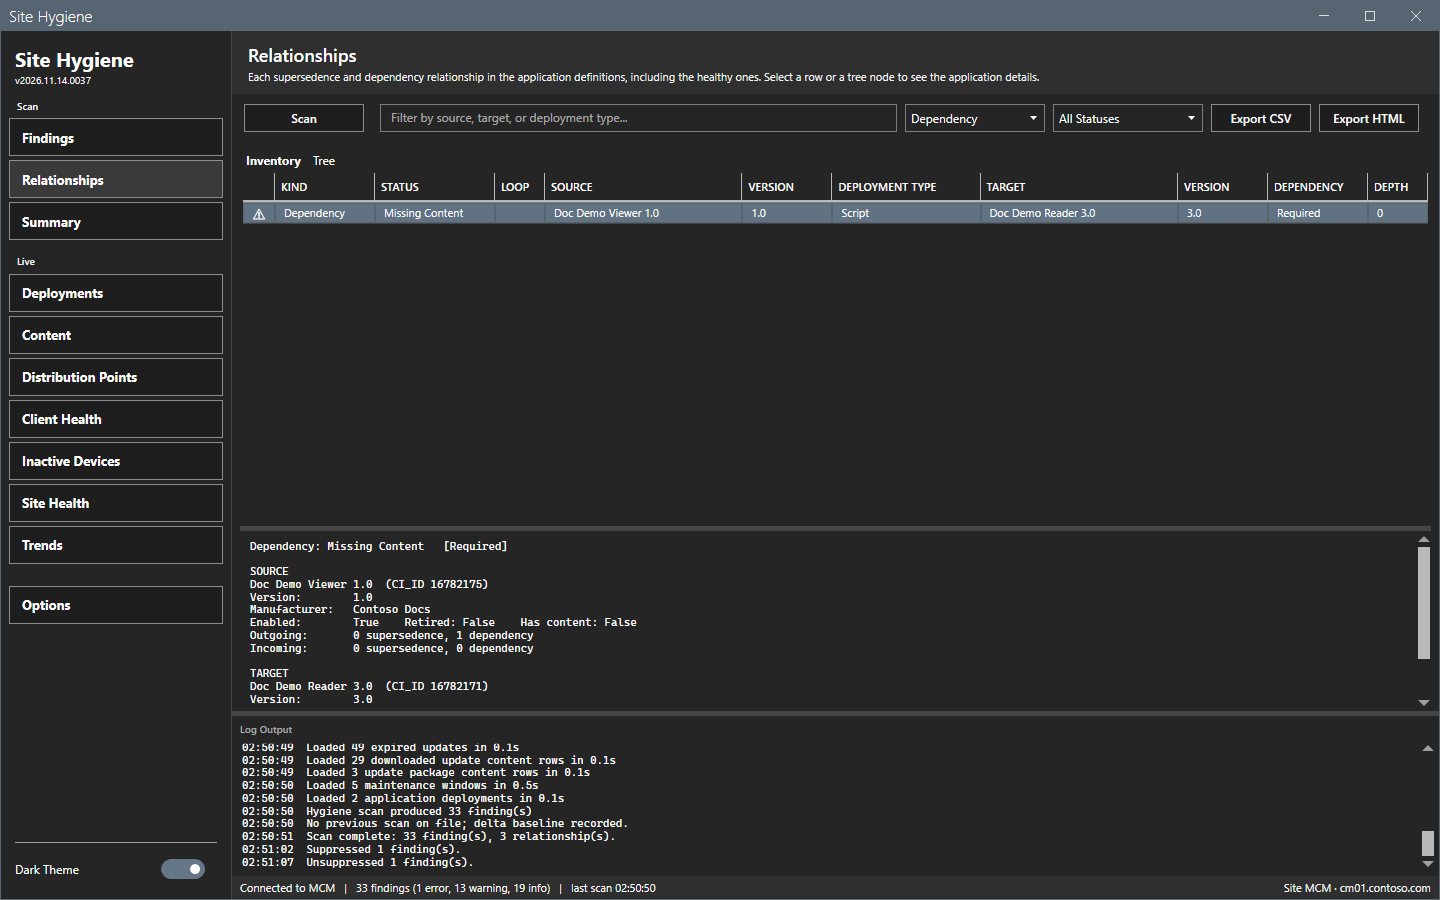 Site Hygiene
Site Hygiene
v2026.11.14.0037
Scan
Findings
Relationships
Summary
Live
Deployments
Content
Distribution Points
Client Health
Inactive Devices
Site Health
Trends
Options
Dark Theme
Relationships
Each supersedence and dependency relationship in the application definitions, including the healthy ones. Select a row or a tree node to see the application details.
Scan Filter by source, target, or deployment type... Dependency All Statuses Export CSV Export HTML
Inventory Tree
KIND STATUS LOOP SOURCE VERSION DEPLOYMENT TYPE TARGET VERSION DEPENDENCY DEPTH
Dependency Missing Content Doc Demo Viewer 1.0 1.0 Script Doc Demo Reader 3.0 3.0 Required 0
Dependency: Missing Content [Required]
SOURCE
Doc Demo Viewer 1.0 (CI_ID 16782175)
Version: 1.0
Manufacturer: Contoso Docs
Enabled: True Retired: False Has content: False
Outgoing: 0 supersedence, 1 dependency
Incoming: 0 supersedence, 0 dependency
TARGET
Doc Demo Reader 3.0 (CI_ID 16782171)
Version: 3.0
Log Output
02:50:49 Loaded 49 expired updates in 0.1s
02:50:49 Loaded 29 downloaded update content rows in 0.1s
02:50:49 Loaded 3 update package content rows in 0.1s
02:50:50 Loaded 5 maintenance windows in 0.5s
02:50:50 Loaded 2 application deployments in 0.1s
02:50:50 Hygiene scan produced 33 finding(s)
02:50:50 No previous scan on file; delta baseline recorded.
02:50:51 Scan complete: 33 finding(s), 3 relationship(s).
02:51:02 Suppressed 1 finding(s).
02:51:07 Unsuppressed 1 finding(s).
Connected to MCM | 33 findings (1 error, 13 warning, 19 info) | last scan 02:50:50
Site MCM · cm01.contoso.com